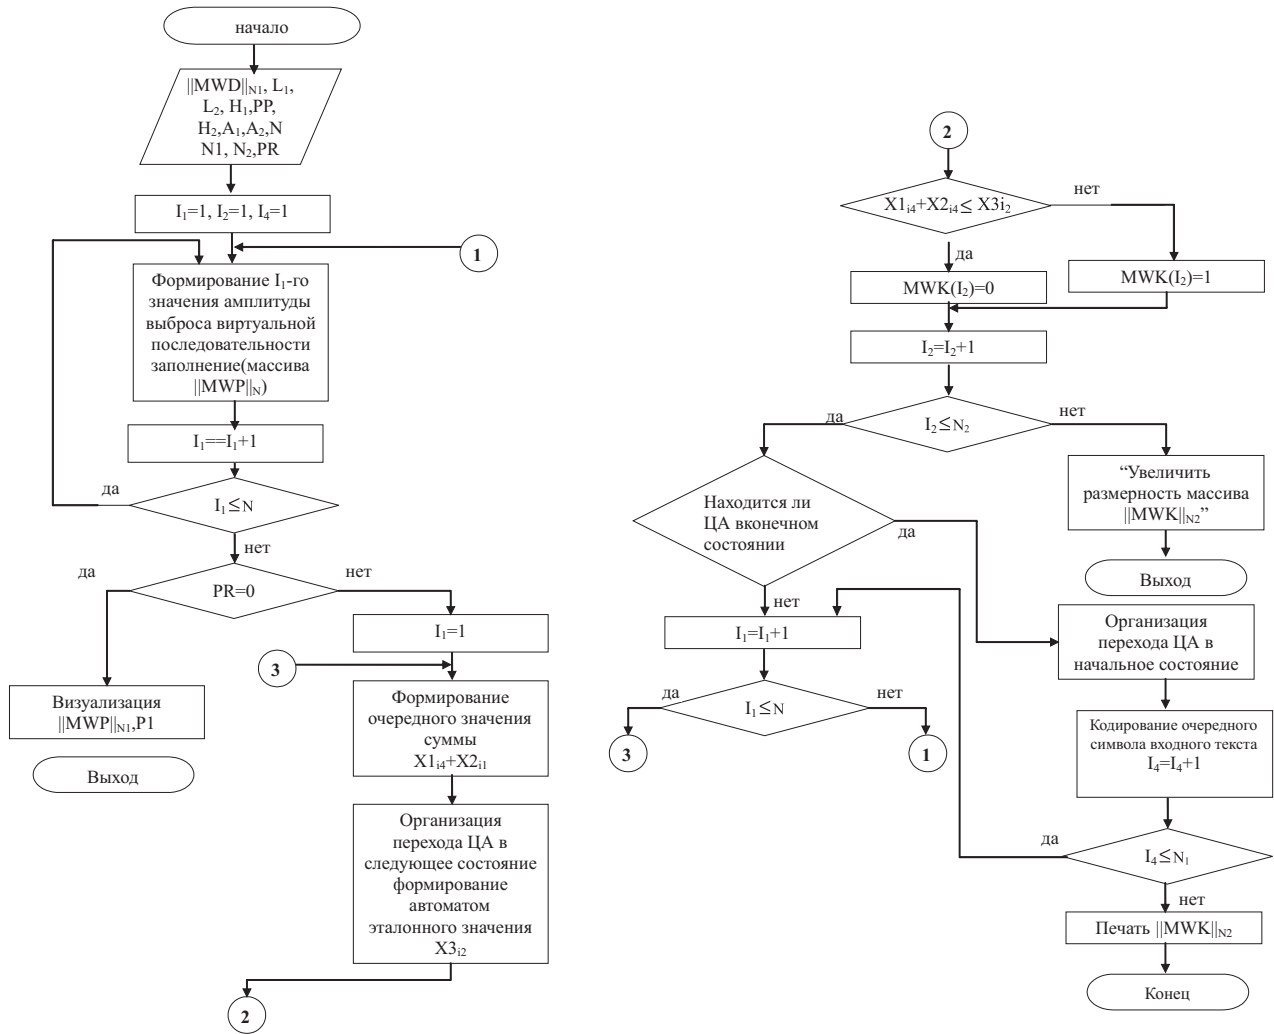 начало
||MWD||N1, L1,
L2, H1,PP,
H2,A1,A2,N
N1, N2,PR
I1=1, I2=1, I4=1
1
Формирование I1-го
значения амплитуды
выброса виртуальной
последовательности
заполнение(массива
||MWP||N)
I1==I1+1
да
I1≤N
нет
да
PR=0
нет
I1=1
3
Визуализация
||MWP||N1,P1
Выход
Формирование
очередного значения
суммы
X1i4+X2i1
Организация
перехода ЦА в
следующее состояние
формирование
автоматом
эталонного значения
X3i2
2
2
X1i4+X2i4≤ X3i2
нет
да
MWK(I2)=0
MWK(I2)=1
I2=I2+1
да
I2≤N2
нет
“Увеличить
размерность массива
||MWK||N2”
Выход
Находится ли
ЦА вконечном
состоянии
да
нет
I1=I1+1
да
I1≤N
нет
3
1
Организация
перехода ЦА в
начальное состояние
Кодирование очередного
символа входного текста
I4=I4+1
да
I4≤N1
нет
Печать ||MWK||N2
Конец